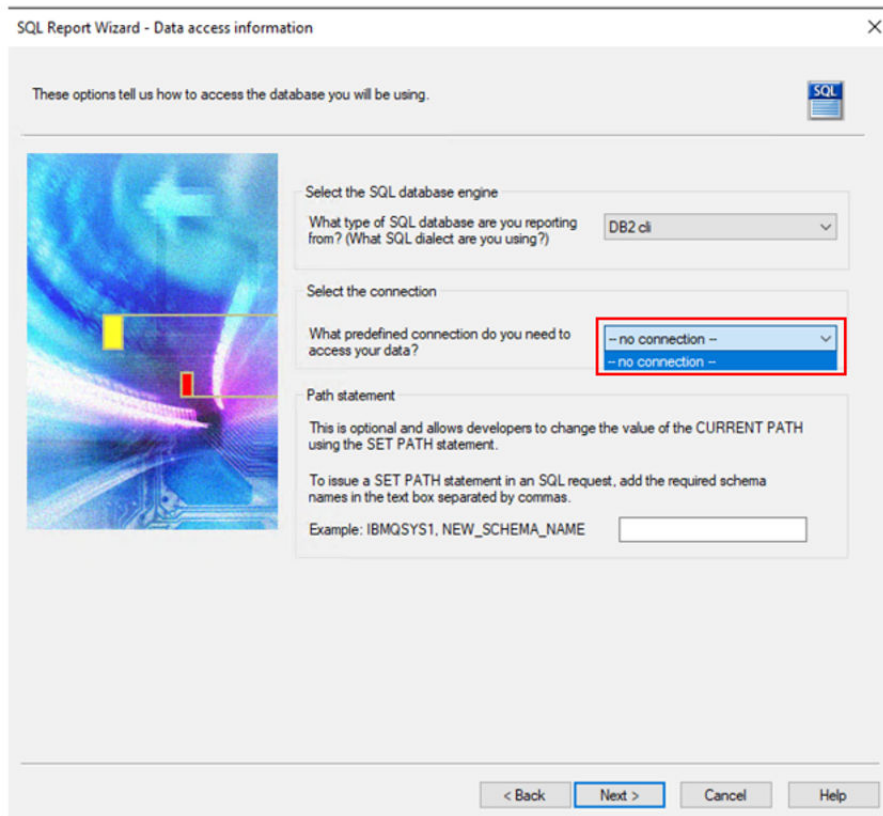 SQL Report Wizard - Data access information
These options tell us how to access the database you will be using.
SQL
Select the SQL database engine
What type of SQL database are you reporting
from? (What SQL dialect are you using?)
DB2 cli
Select the connection
What predefined connection do you need to
access your data?
-- no connection --
-- no connection --
Path statement
This is optional and allows developers to change the value of the CURRENT PATH
using the SET PATH statement.
To issue a SET PATH statement in an SQL request, add the required schema
names in the text box separated by commas.
Example: IBMQSYS1, NEW_SCHEMA_NAME
< Back
Next >
Cancel
Help